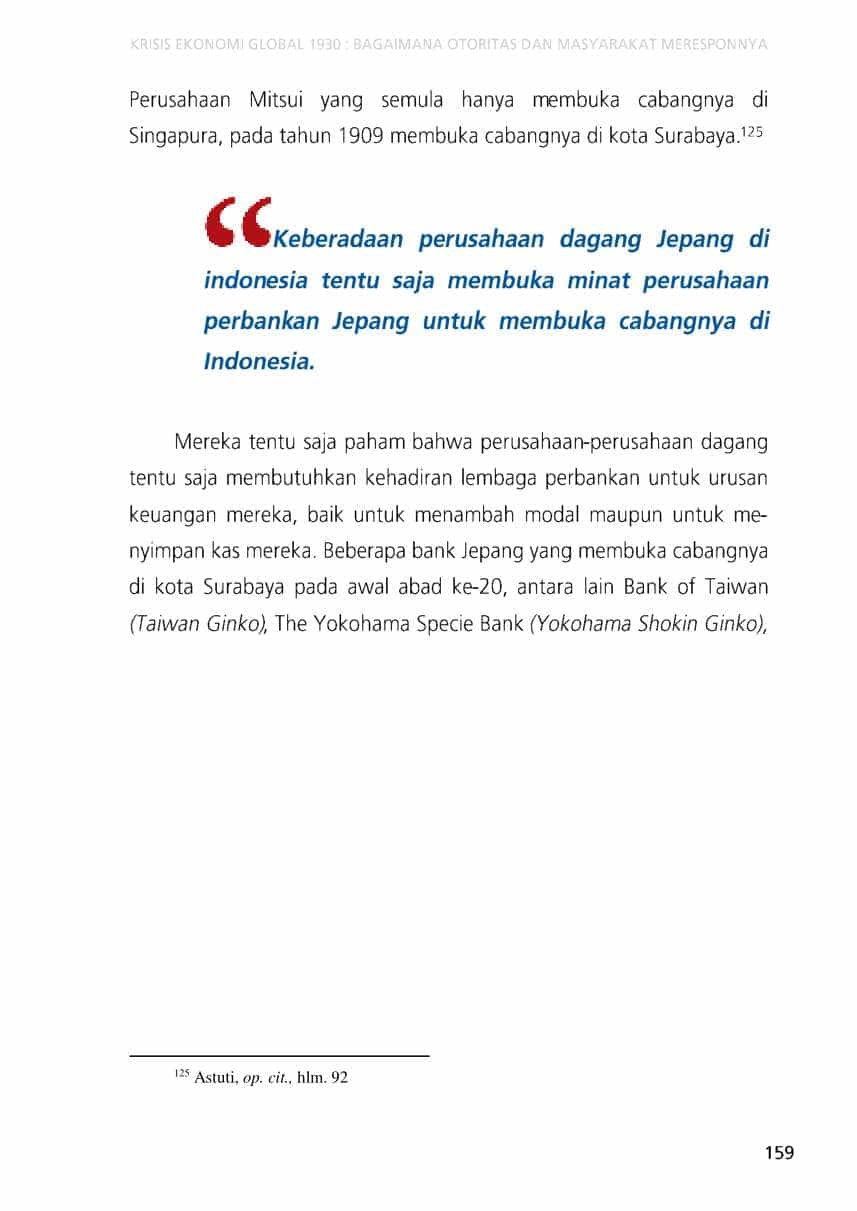 KRISIS EKONOMI GLOBAL 1930 : BAGAIMANA OTORITAS DAN MASYARAKAT MERESPONNYA
Perusahaan Mitsui yang semula hanya membuka cabangnya di
Singapura, pada tahun 1909 membuka cabangnya di kota Surabaya.¹²⁵
“Keberadaan perusahaan dagang Jepang di
indonesia tentu saja membuka minat perusahaan
perbankan Jepang untuk membuka cabangnya di
Indonesia.
Mereka tentu saja paham bahwa perusahaan-perusahaan dagang
tentu saja membutuhkan kehadiran lembaga perbankan untuk urusan
keuangan mereka, baik untuk menambah modal maupun untuk me-
nyimpan kas mereka. Beberapa bank Jepang yang membuka cabangnya
di kota Surabaya pada awal abad ke-20, antara lain Bank of Taiwan
(Taiwan Ginko), The Yokohama Specie Bank (Yokohama Shokin Ginko),
¹²⁵ Astuti, op. cit., hlm. 92
159